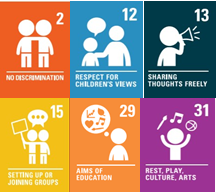 2
NO DISCRIMINATION
12
RESPECT FOR
CHILDREN'S VIEWS
3
SHARING
THOUGHTS FREELY
15
SETTING UP OR
JOINING GROUPS
29
AIMS OF
EDUCATION
31
REST, PLAY,
CULTURE, ARTS